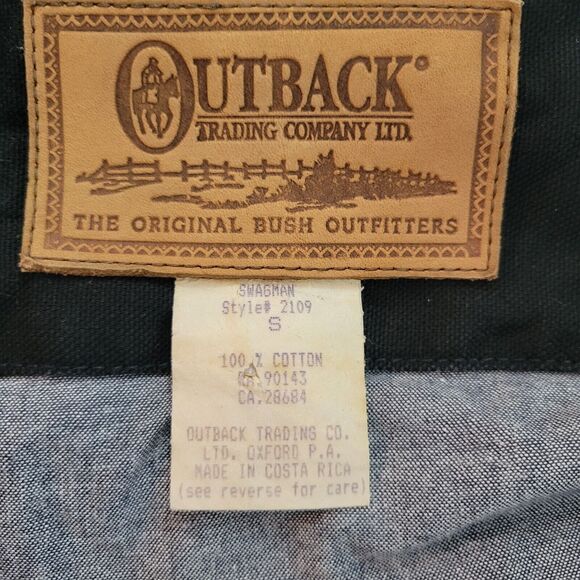 OUTBACK®
TRADING COMPANY LTD.
THE ORIGINAL BUSH OUTFITTERS
SWAGMAN
Style# 2109
S
100 % COTTON
RN.90143
CA.28684
OUTBACK TRADING CO.
LTD. OXFORD P.A.
MADE IN COSTA RICA
(see reverse for care)